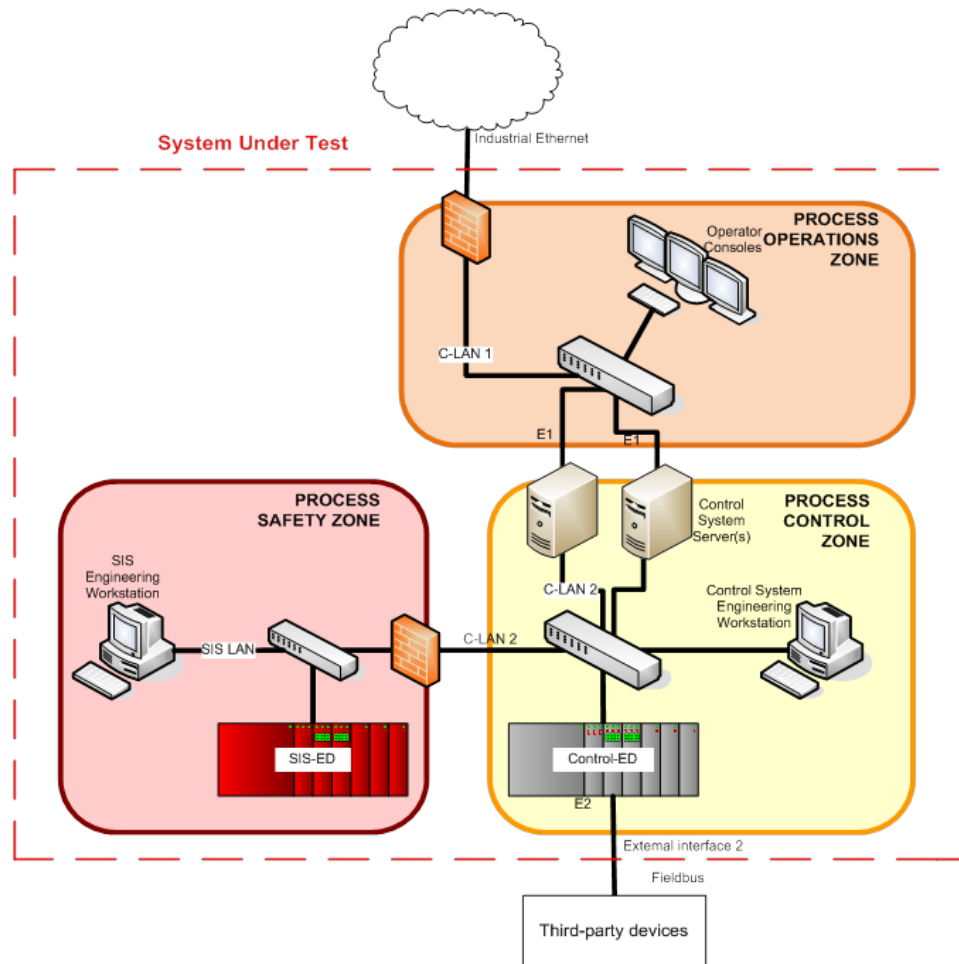 Industrial Ethernet
System Under Test
PROCESS
OPERATIONS
ZONE
Operator
Consoles
C-LAN 1
E1
E1
PROCESS
SAFETY ZONE
PROCESS
CONTROL
ZONE
Control
System
Server(s)
SIS
Engineering
Workstation
C-LAN 2
Control System
Engineering
Workstation
SIS LAN
C-LAN 2
SIS-ED
Control-ED
E2
External interface 2
Fieldbus
Third-party devices